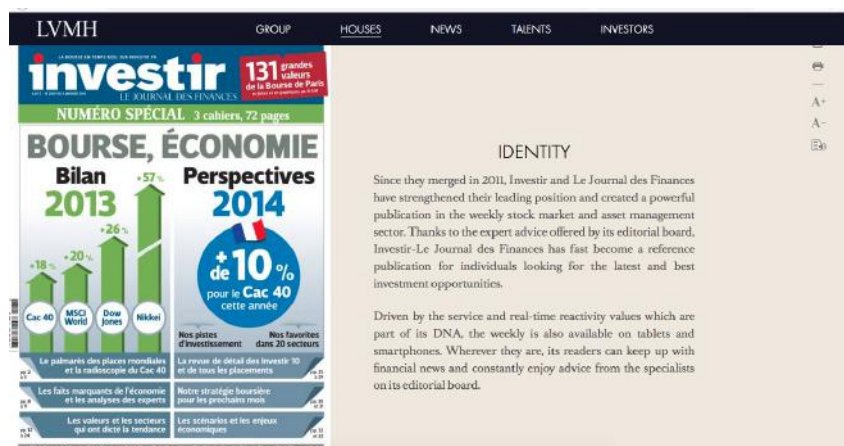 LVMH
GROUP
HOUSES
NEWS
TALENTS
INVESTORS
investir
LE JOURNAL DES FINANCES
131 grandes
valeurs
de la Bourse de Paris
NUMÉRO SPÉCIAL 3 cahiers, 72 pages
BOURSE, ÉCONOMIE
Bilan
2013
+18 %
+20 %
+26 %
+57 %
Cac 40
MSCI
World
Dow
Jones
Nikkei
Perspectives
2014
+ de 10 %
pour le Cac 40
cette année
Nos pistes
d'investissement
Nos favorites
dans 20 secteurs
Le palmarès des places mondiales
et la radioscopie du Cac 40
La revue de détail des Investir 10
et de tous les placements
Les faits marquants de l'économie
et les analyses des experts
Notre stratégie boursière
pour les prochains mois
Les valeurs et les secteurs
qui ont dicté la tendance
Les scénarios et les enjeux
économiques
A+
A-
IDENTITY
Since they merged in 2011, Investir and Le Journal des Finances
have strengthened their leading position and created a powerful
publication in the weekly stock market and asset management
sector. Thanks to the expert advice offered by its editorial board,
Investir-Le Journal des Finances has fast become a reference
publication for individuals looking for the latest and best
investment opportunities.
Driven by the service and real-time reactivity values which are
part of its DNA, the weekly is also available on tablets and
smartphones. Wherever they are, its readers can keep up with
financial news and constantly enjoy advice from the specialists
on its editorial board.